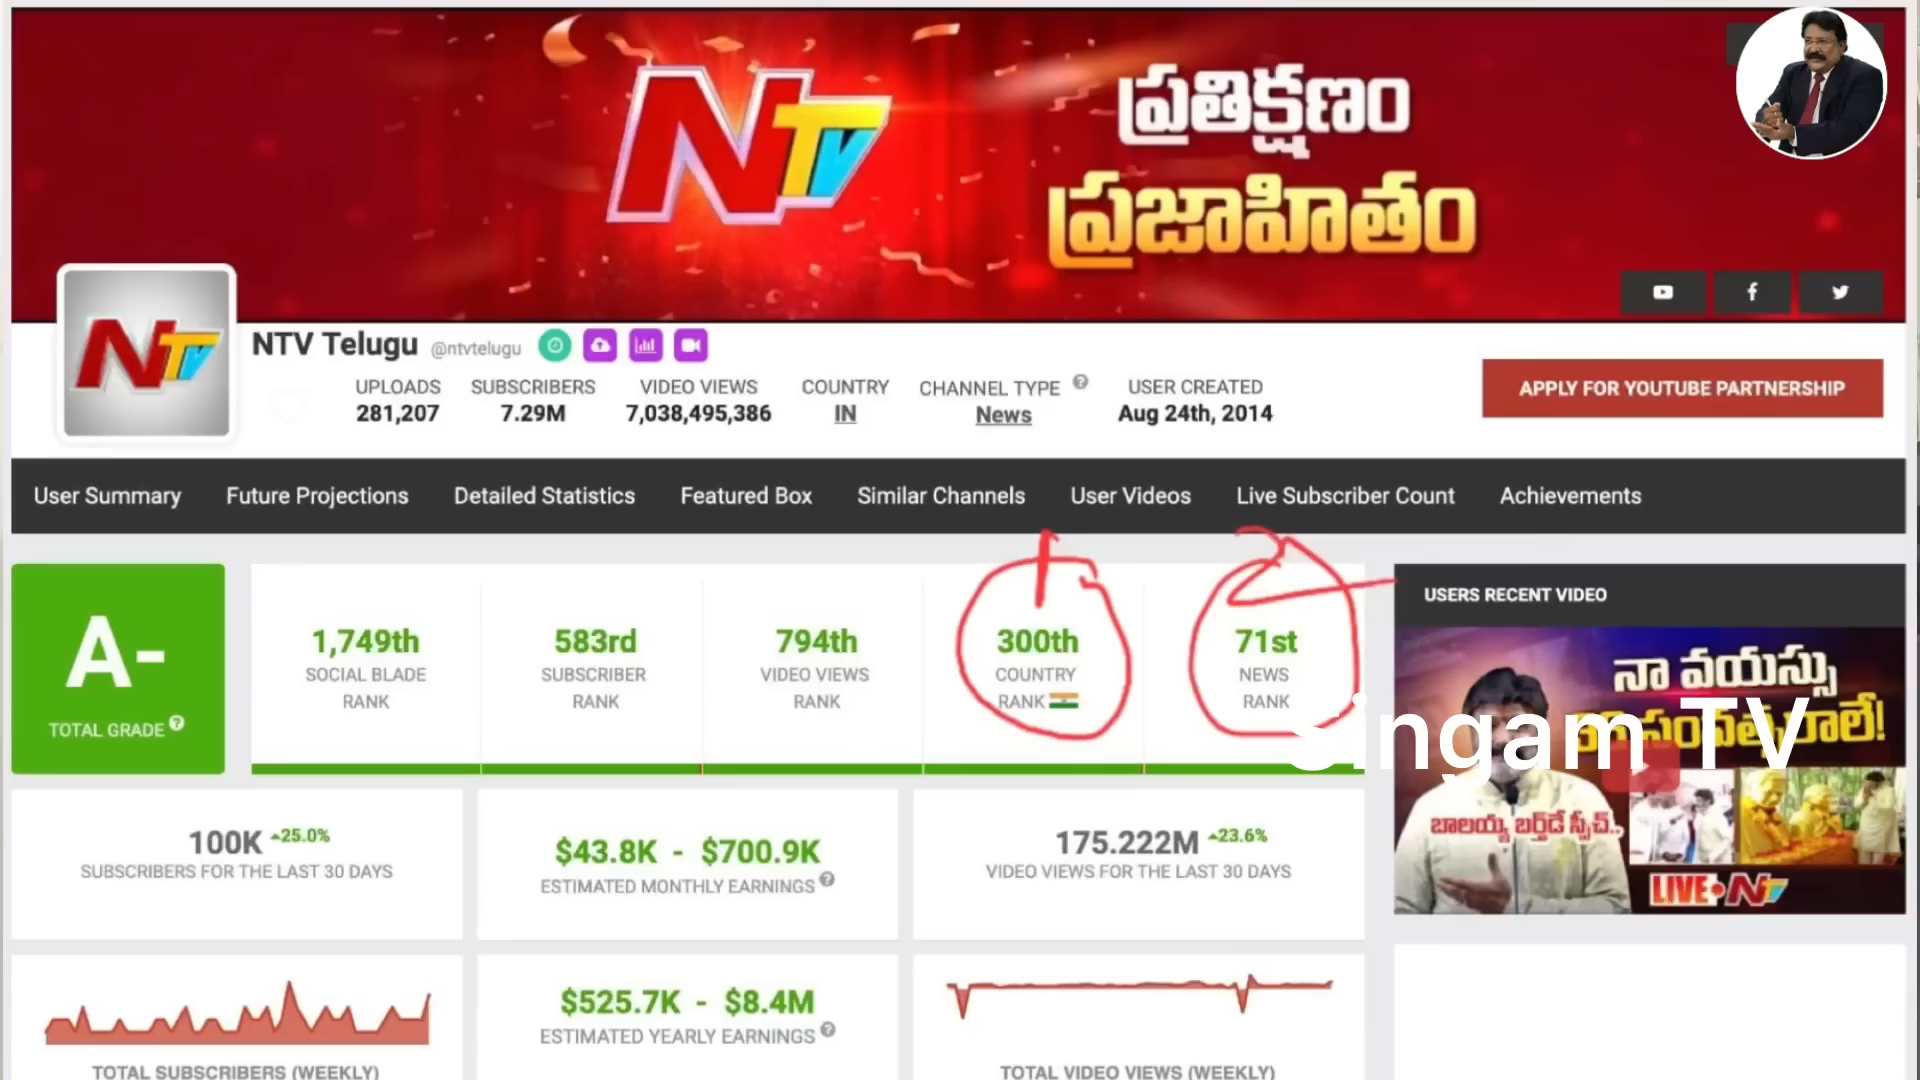 NTV
ప్రతిక్షణం
ప్రజాహితం
NTV
NTV Telugu @ntvtelugu
UPLOADS SUBSCRIBERS VIDEO VIEWS COUNTRY CHANNEL TYPE USER CREATED
281,207 7.29M 7,038,495,386 IN News Aug 24th, 2014
APPLY FOR YOUTUBE PARTNERSHIP
User Summary Future Projections Detailed Statistics Featured Box Similar Channels User Videos Live Subscriber Count Achievements
A-
TOTAL GRADE
1,749th
SOCIAL BLADE
RANK
583rd
SUBSCRIBER
RANK
794th
VIDEO VIEWS
RANK
1
300th
COUNTRY
RANK
2
71st
NEWS
RANK
USERS RECENT VIDEO
నా వయస్సు
Singam TV
బాలయ్య బర్త్‌డే స్పీచ్..
LIVE NTV
100K 25.0%
SUBSCRIBERS FOR THE LAST 30 DAYS
$43.8K - $700.9K
ESTIMATED MONTHLY EARNINGS
175.222M 23.6%
VIDEO VIEWS FOR THE LAST 30 DAYS
TOTAL SUBSCRIBERS (WEEKLY)
$525.7K - $8.4M
ESTIMATED YEARLY EARNINGS
TOTAL VIDEO VIEWS (WEEKLY)